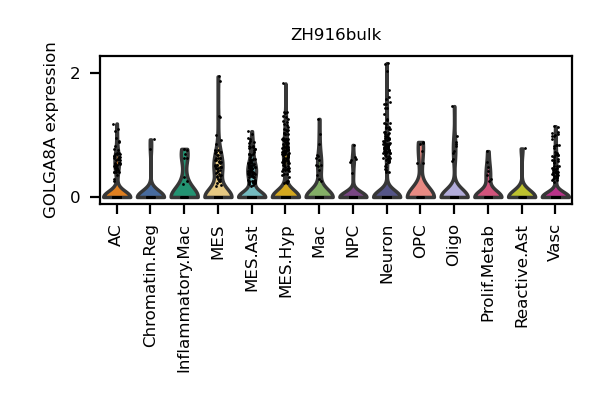 ZH916bulk
GOLGA8A expression
2
0
AC
Chromatin.Reg
Inflammatory.Mac
MES
MES.Ast
MES.Hyp
Mac
NPC
Neuron
OPC
Oligo
Prolif.Metab
Reactive.Ast
Vasc